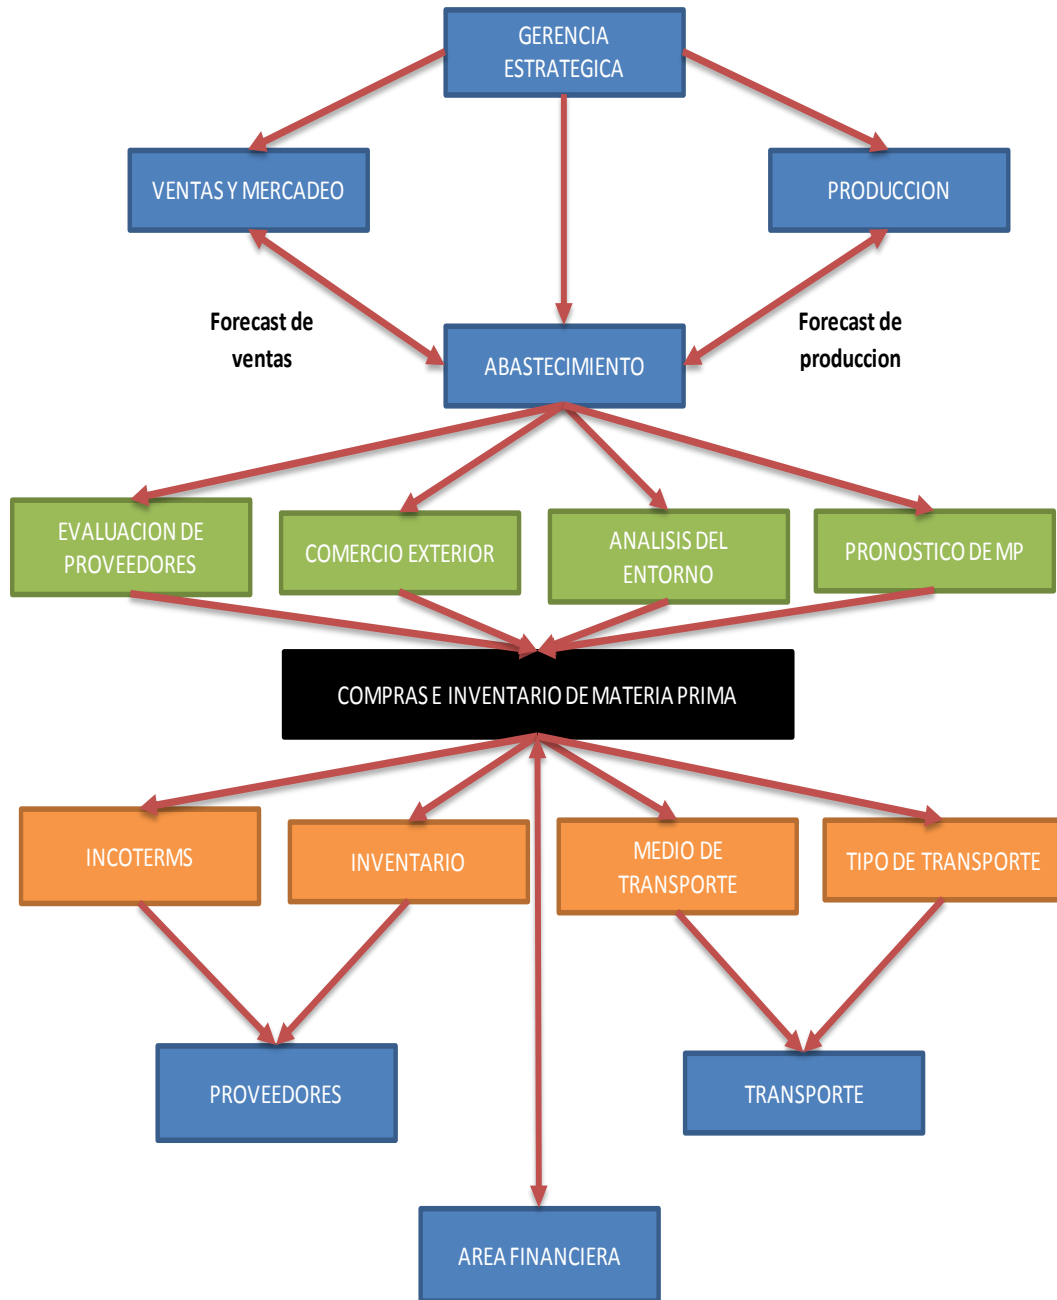 GERENCIA
ESTRATEGICA
VENTAS Y MERCADEO
PRODUCCION
Forecast de
ventas
Forecast de
produccion
ABASTECIMIENTO
EVALUACION DE
PROVEEDORES
COMERCIO EXTERIOR
ANALISIS DEL
ENTORNO
PRONOSTICO DE MP
COMPRAS E INVENTARIO DE MATERIA PRIMA
INCOTERMS
INVENTARIO
MEDIO DE
TRANSPORTE
TIPO DE TRANSPORTE
PROVEEDORES
TRANSPORTE
AREA FINANCIERA